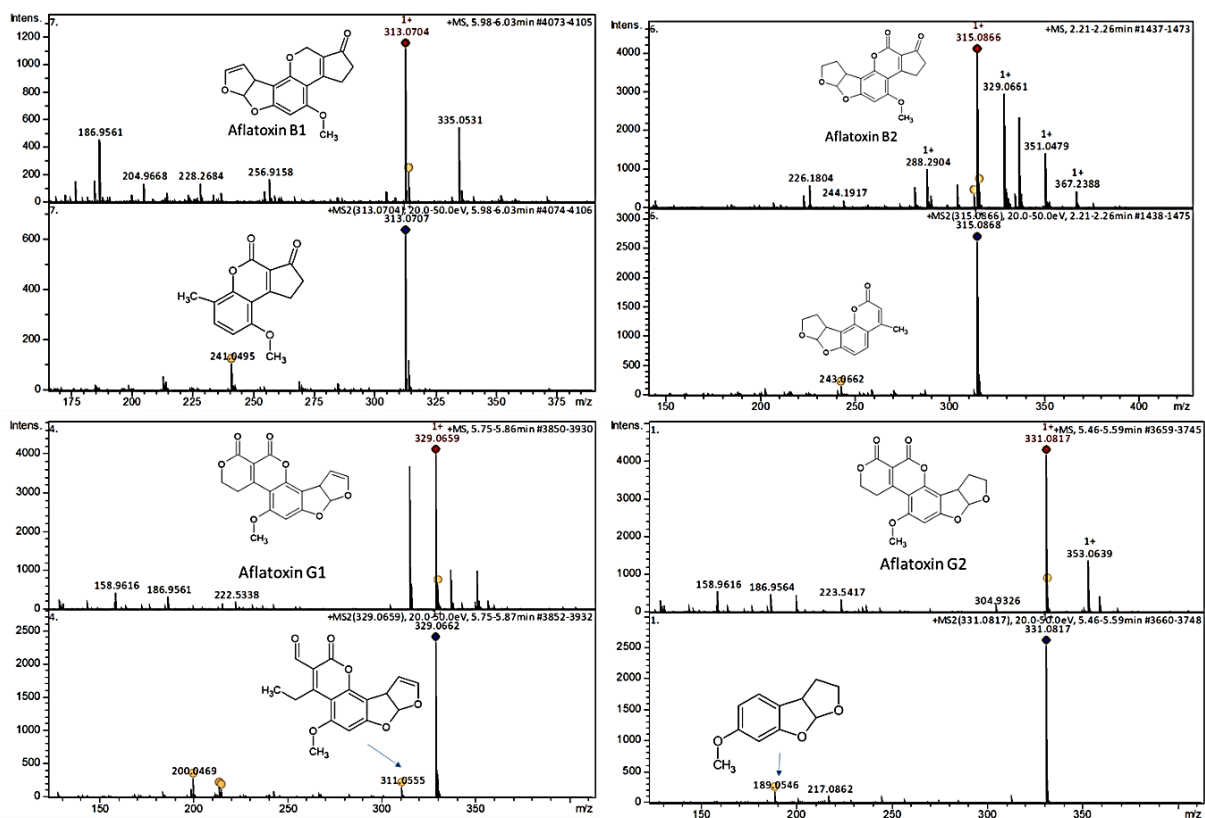 Intens.
7.
+MS, 5.98-6.03min #4073-4105
1+
313.0704
1200
1000
800
600
400
200
0
186.9561
204.9668
228.2684
256.9158
335.0531
O
O
O
O
O
CH₃
Aflatoxin B1
7.
+MS2(313.0704), 20.0-50.0eV, 5.98-6.03min #4074-4106
313.0707
600
400
200
0
O
O
O
H₃C
O
CH₃
241.0495
175 200 225 250 275 300 325 350 375 m/z
Intens.
6.
+MS, 2.21-2.26min #1437-1473
1+
315.0866
4000
3000
2000
1000
0
1+
329.0661
1+
351.0479
1+
367.2388
1+
288.2904
226.1804
244.1917
O
O
O
O
O
O
CH₃
Aflatoxin B2
6.
+MS2(315.0866), 20.0-50.0eV, 2.21-2.26min #1438-1475
315.0868
3000
2500
2000
1500
1000
500
0
O
O
O
O
CH₃
243.0662
150 200 250 300 350 400 m/z
Intens.
4.
+MS, 5.75-5.86min #3850-3930
1+
329.0659
4000
3000
2000
1000
0
158.9616
186.9561
222.5338
O
O
O
O
O
O
O
CH₃
Aflatoxin G1
4.
+MS2(329.0659), 20.0-50.0eV, 5.75-5.87min #3852-3932
329.0662
2500
2000
1500
1000
500
0
O
O
O
H₃C
O
O
O
CH₃
200.0469
311.0555
150 200 250 300 350 m/z
Intens.
1.
+MS, 5.46-5.59min #3659-3745
1+
331.0817
4000
3000
2000
1000
0
1+
353.0639
158.9616
186.9564
223.5417
304.9326
O
O
O
O
O
O
O
CH₃
Aflatoxin G2
1.
+MS2(331.0817), 20.0-50.0eV, 5.46-5.59min #3660-3748
331.0817
2500
2000
1500
1000
500
0
O
O
O
CH₃
189.0546
217.0862
150 200 250 300 350 m/z